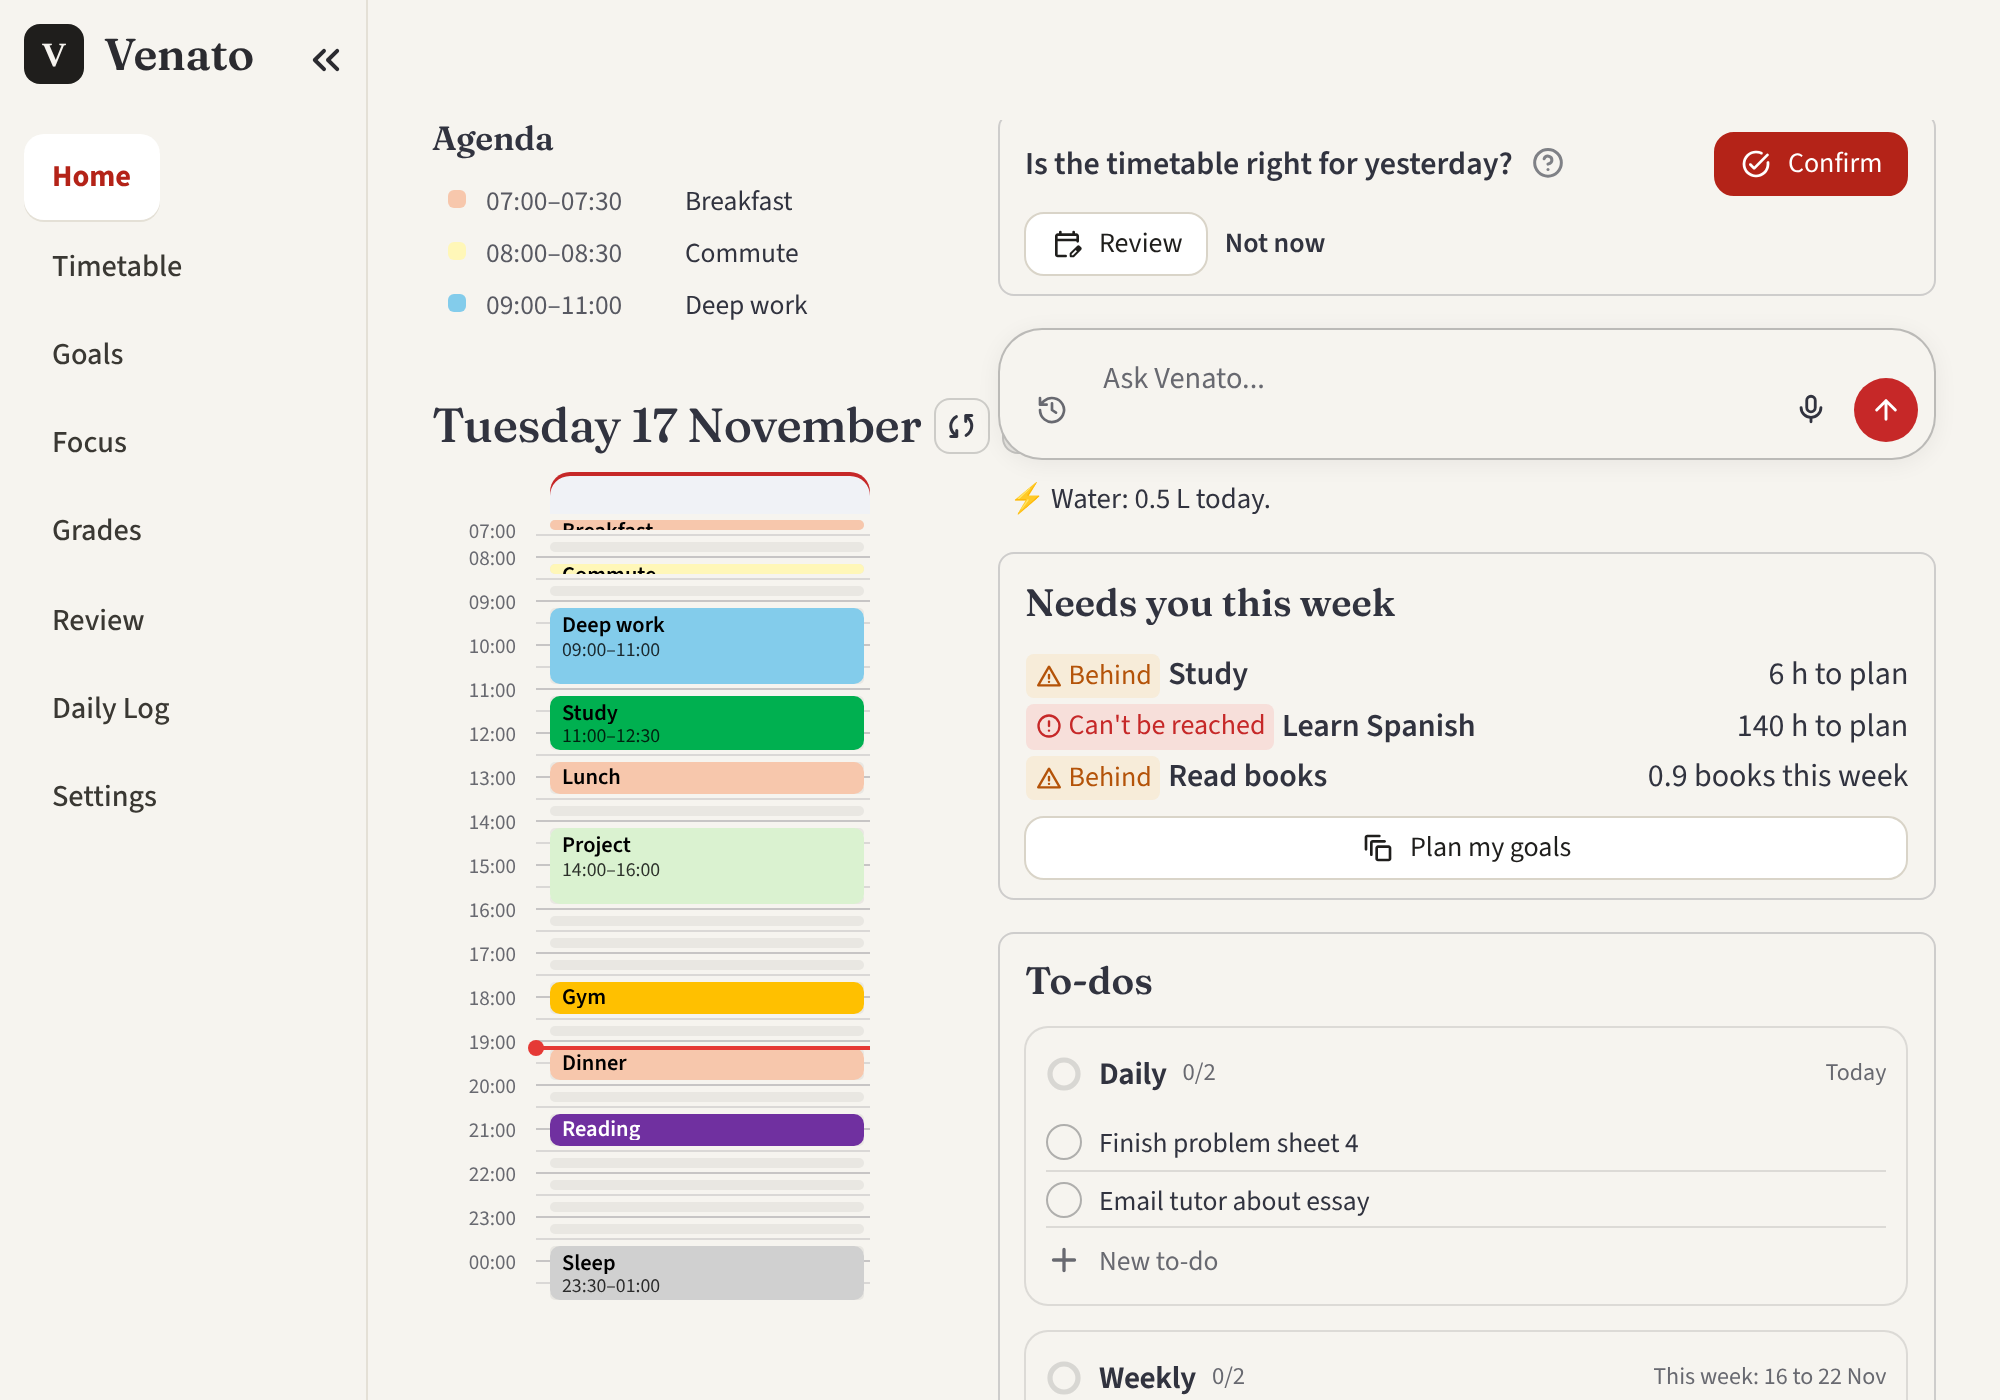 V Venato
Home
Timetable
Goals
Focus
Grades
Review
Daily Log
Settings
Agenda
07:00–07:30 Breakfast
08:00–08:30 Commute
09:00–11:00 Deep work
Tuesday 17 November
07:00
Breakfast
08:00
Commute
09:00
Deep work
09:00–11:00
10:00
11:00
Study
11:00–12:30
12:00
13:00
Lunch
14:00
Project
14:00–16:00
15:00
16:00
17:00
18:00
Gym
19:00
Dinner
20:00
21:00
Reading
22:00
23:00
00:00
Sleep
23:30–01:00
Is the timetable right for yesterday?
Confirm
Review
Not now
Ask Venato...
⚡ Water: 0.5 L today.
Needs you this week
Behind Study 6 h to plan
Can't be reached Learn Spanish 140 h to plan
Behind Read books 0.9 books this week
Plan my goals
To-dos
Daily 0/2 Today
Finish problem sheet 4
Email tutor about essay
New to-do
Weekly 0/2 This week: 16 to 22 Nov